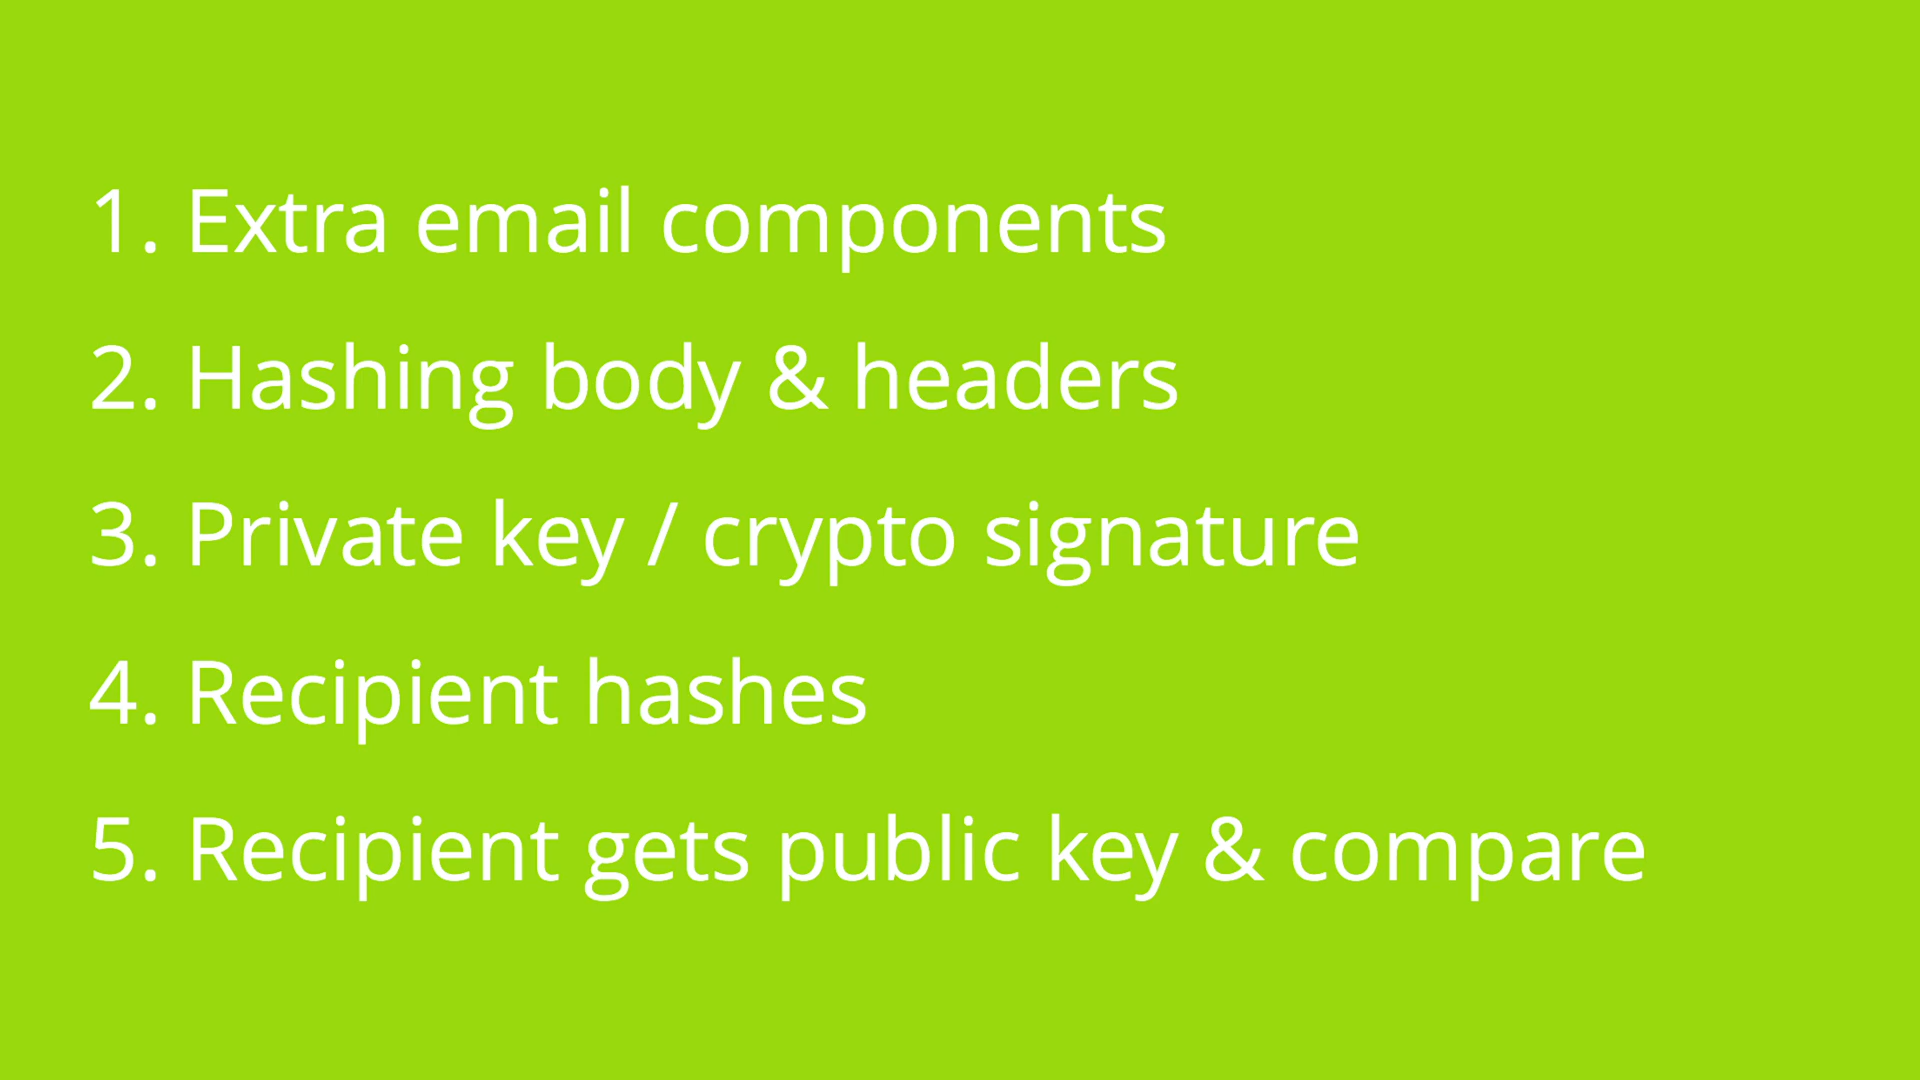 1. Extra email components
2. Hashing body & headers
3. Private key / crypto signature
4. Recipient hashes
5. Recipient gets public key & compare